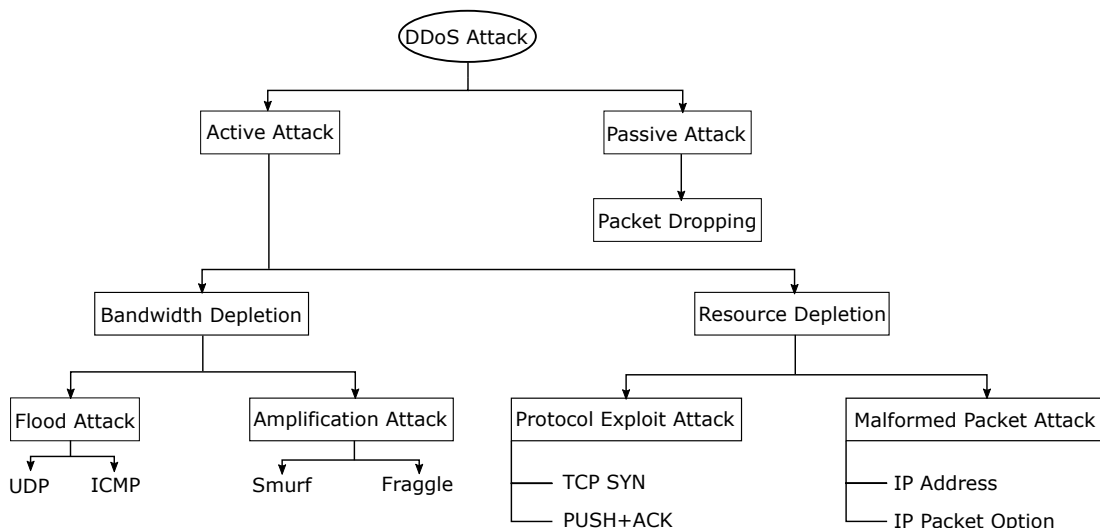 DDoS Attack
Active Attack
Passive Attack
Packet Dropping
Bandwidth Depletion
Resource Depletion
Flood Attack
Amplification Attack
Protocol Exploit Attack
Malformed Packet Attack
UDP
ICMP
Smurf
Fraggle
TCP SYN
IP Address
PUSH+ACK
IP Packet Option